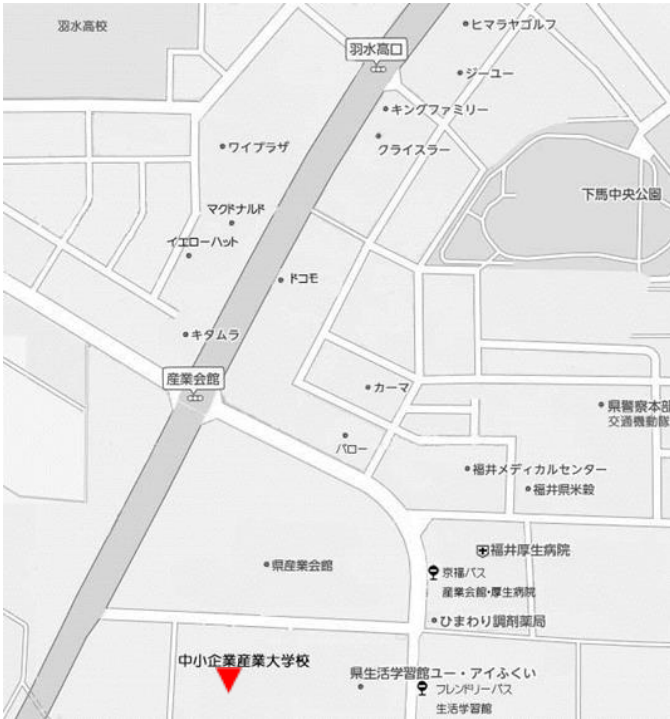 羽水高校
ヒマラヤゴルフ
羽水高口
ジーユー
キングファミリー
クライスラー
ワイプラザ
下馬中央公園
マクドナルド
イエローハット
ドコモ
キタムラ
産業会館
カーマ
県警察本部
交通機動隊
バロー
福井メディカルセンター
福井県米穀
福井厚生病院
県産業会館
京福バス
産業会館・厚生病院
ひまわり調剤薬局
中小企業産業大学校
県生活学習館ユー・アイふくい
フレンドリーバス
生活学習館